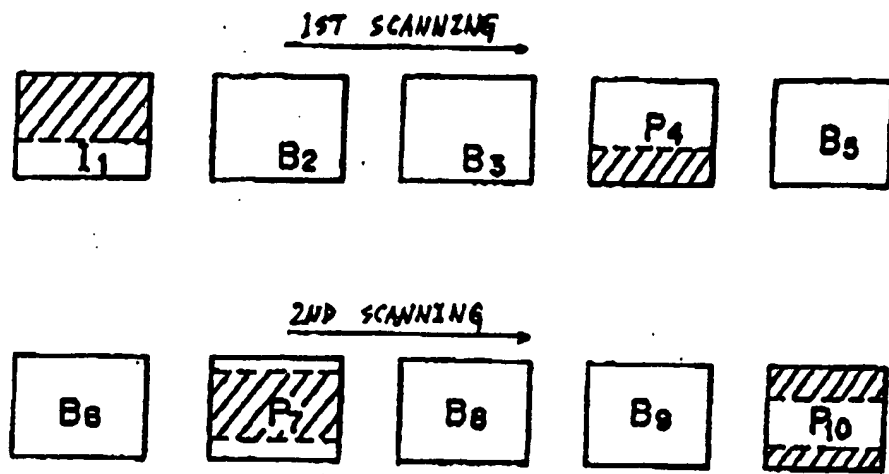 1ST SCANNING
I1 B2 B3 P4 B5
2ND SCANNING
B6 P7 B8 B9 P10